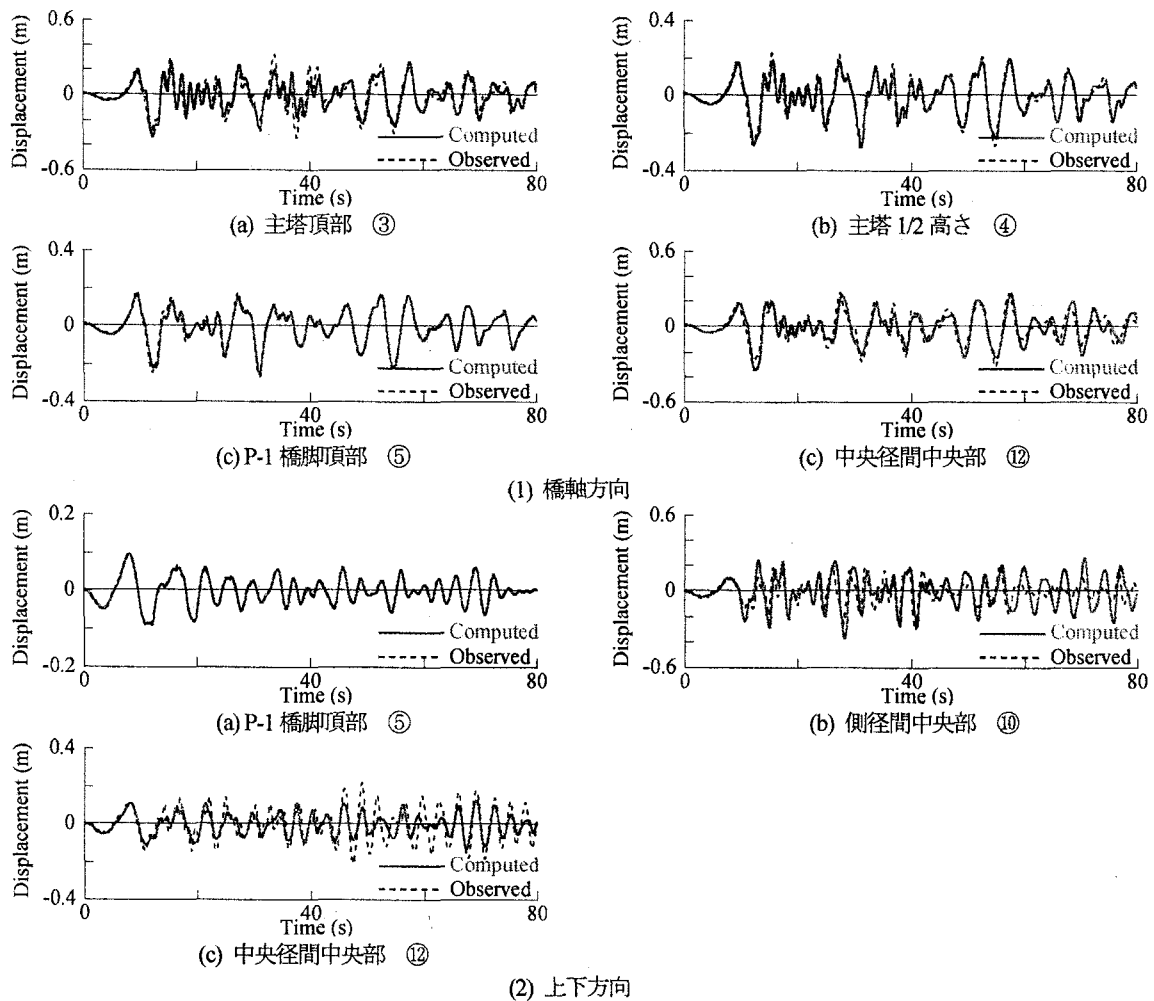 Displacement (m)
0.6
0
-0.6
0
40
80
Time (s)
Computed
Observed
(a) 主塔頂部 ③
Displacement (m)
0.4
0
-0.4
0
40
80
Time (s)
Computed
Observed
(b) 主塔 1/2 高さ ④
Displacement (m)
0.4
0
-0.4
0
40
80
Time (s)
Computed
Observed
(c) P-1 橋脚頂部 ⑤
Displacement (m)
0.6
0
-0.6
0
40
80
Time (s)
Computed
Observed
(c) 中央径間中央部 ⑫
(1) 橋軸方向
Displacement (m)
0.2
0
-0.2
0
40
80
Time (s)
Computed
Observed
(a) P-1 橋脚頂部 ⑤
Displacement (m)
0.6
0
-0.6
0
40
80
Time (s)
Computed
Observed
(b) 側径間中央部 ⑩
Displacement (m)
0.4
0
-0.4
0
40
80
Time (s)
Computed
Observed
(c) 中央径間中央部 ⑫
(2) 上下方向